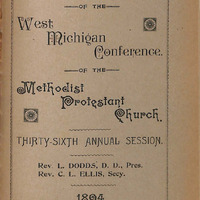 OF THE
West
Michigan
Conference.
OF THE
Methodist
Protestant
Church.
THIRTY-SIXTH ANNUAL SESSION.
Rev. L. DODDS, D. D., Pres.
Rev. C. L. ELLIS, Secy.
1894